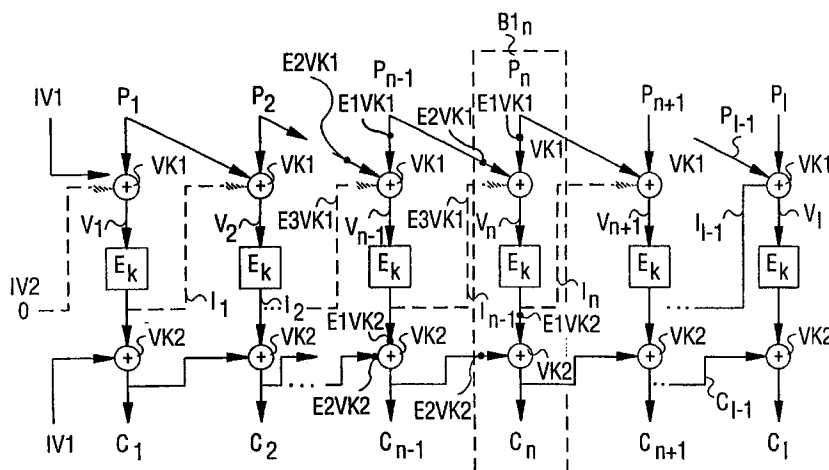 B1n
E2VK1 Pn-1 Pn
IV1 P1 P2 E1VK1 E2VK1 E1VK1 Pn+1 Pl-1 Pl
VK1 VK1 VK1 VK1 VK1 VK1
+ + + + + +
V1 V2 E3VK1 Vn-1 E3VK1 Vn Vn+1 Il-1 Vl
Ek Ek Ek Ek Ek Ek
IV2
0 I1 I2 In-1 In
... E1VK2 E1VK2 ...
VK2 VK2 VK2 VK2 VK2 VK2
+ + + + + +
... E2VK2 E2VK2 ... Cl-1
IV1 C1 C2 Cn-1 Cn Cn+1 Cl